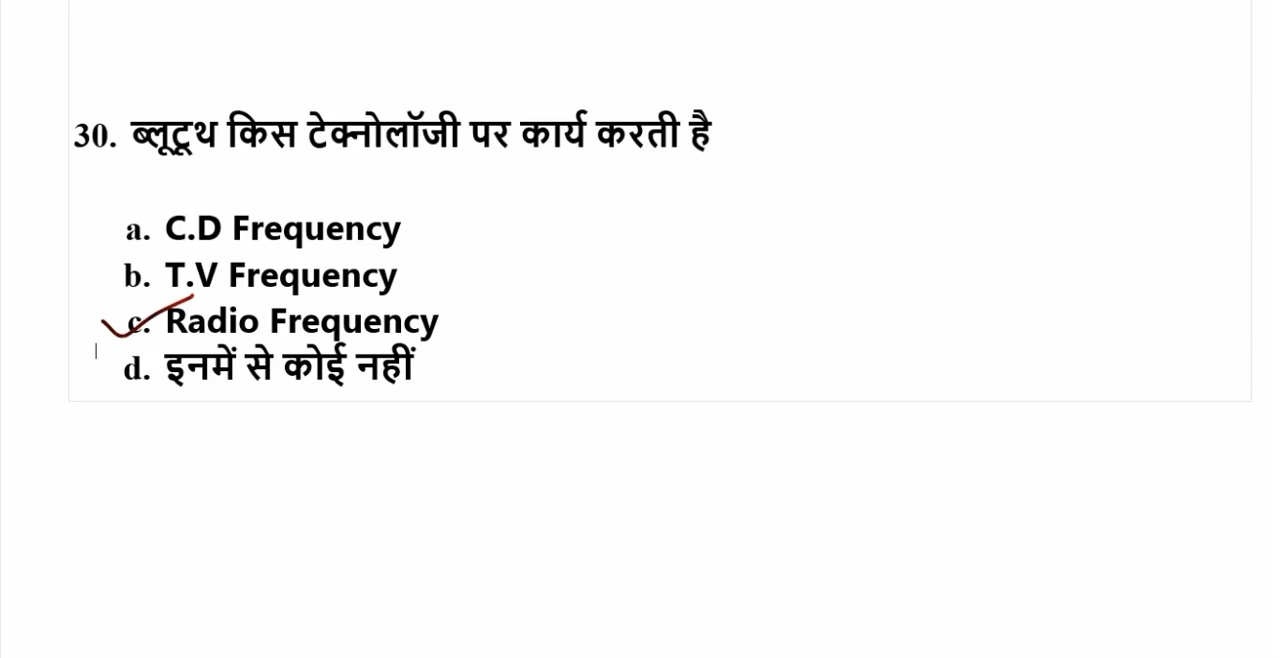 30. ब्लूटूथ किस टेक्नोलॉजी पर कार्य करती है
a. C.D Frequency
b. T.V Frequency
c. Radio Frequency
d. इनमें से कोई नहीं